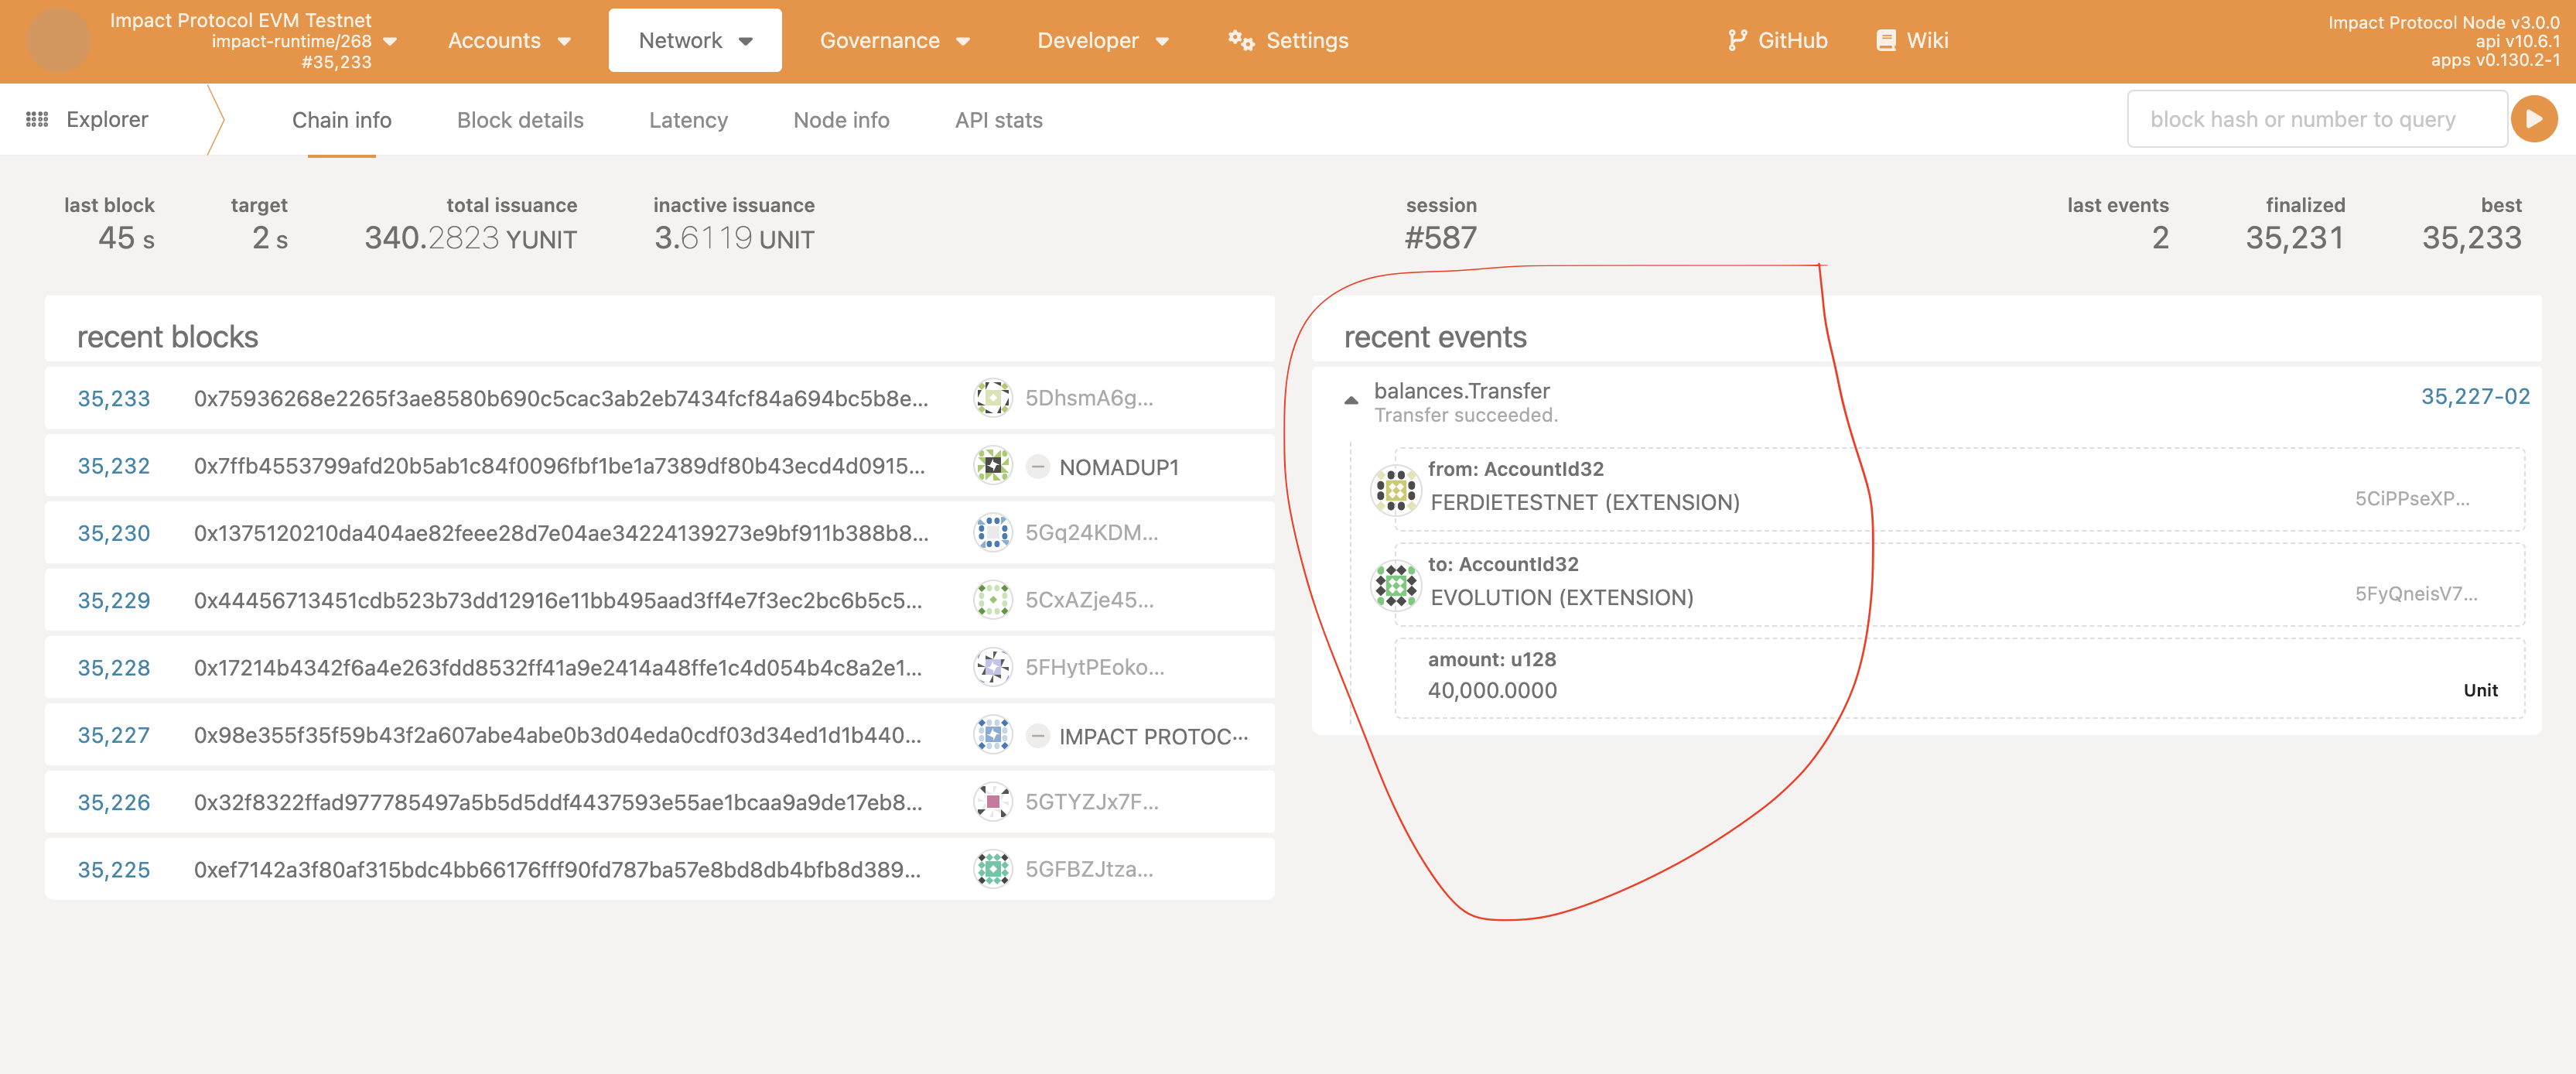 Impact Protocol EVM Testnet
impact-runtime/268
#35,233
Accounts
Network
Governance
Developer
Settings
GitHub
Wiki
Impact Protocol Node v3.0.0
api v10.6.1
apps v0.130.2-1
Explorer
Chain info
Block details
Latency
Node info
API stats
block hash or number to query
last block
45 s
target
2 s
total issuance
340.2823 YUNIT
inactive issuance
3.6119 UNIT
session
#587
last events
2
finalized
35,231
best
35,233
recent blocks
35,233 0x75936268e2265f3ae8580b690c5cac3ab2eb7434fcf84a694bc5b8e... 5DhsmA6g...
35,232 0x7ffb4553799afd20b5ab1c84f0096fbf1be1a7389df80b43ecd4d0915... NOMADUP1
35,230 0x1375120210da404ae82feee28d7e04ae34224139273e9bf911b388b8... 5Gq24KDM...
35,229 0x44456713451cdb523b73dd12916e11bb495aad3ff4e7f3ec2bc6b5c5... 5CxAZje45...
35,228 0x17214b4342f6a4e263fdd8532ff41a9e2414a48ffe1c4d054b4c8a2e1... 5FHytPEoko...
35,227 0x98e355f35f59b43f2a607abe4abe0b3d04eda0cdf03d34ed1d1b440... IMPACT PROTOC...
35,226 0x32f8322ffad977785497a5b5d5ddf4437593e55ae1bcaa9a9de17eb8... 5GTYZJx7F...
35,225 0xef7142a3f80af315bdc4bb66176fff90fd787ba57e8bd8db4bfb8d389... 5GFBZJtza...
recent events
balances.Transfer
35,227-02
Transfer succeeded.
from: AccountId32
FERDIETESTNET (EXTENSION) 5CiPPseXP...
to: AccountId32
EVOLUTION (EXTENSION) 5FyQneisV7...
amount: u128
40,000.0000 Unit